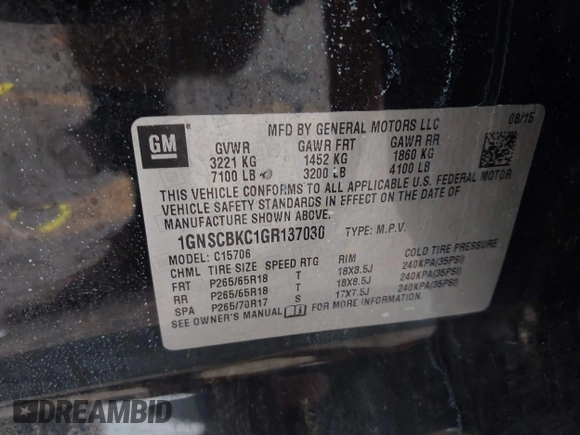 MFD BY GENERAL MOTORS LLC 08/15
GM GVWR GAWR FRT GAWR RR
3221 KG 1452 KG 1860 KG
7100 LB 3200 LB 4100 LB
THIS VEHICLE CONFORMS TO ALL APPLICABLE U.S. FEDERAL MOTOR
VEHICLE SAFETY STANDARDS IN EFFECT ON THE DATE OF
MANUFACTURE SHOWN ABOVE.
1GNSCBKC1GR137030 TYPE: M.P.V.
MODEL: C15706
CHML TIRE SIZE SPEED RTG RIM COLD TIRE PRESSURE
FRT P265/65R18 T 18X8.5J 240KPA(35PSI)
RR P265/65R18 T 18X8.5J 240KPA(35PSI)
SPA P265/70R17 S 17X7.5J 240KPA(35PSI)
SEE OWNER'S MANUAL FOR MORE INFORMATION.
DREAMBID